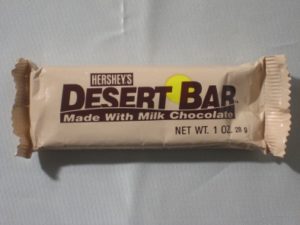 HERSHEY'S
DESERT BAR
Made With Milk Chocolate
NET WT. 1 OZ. 28 g